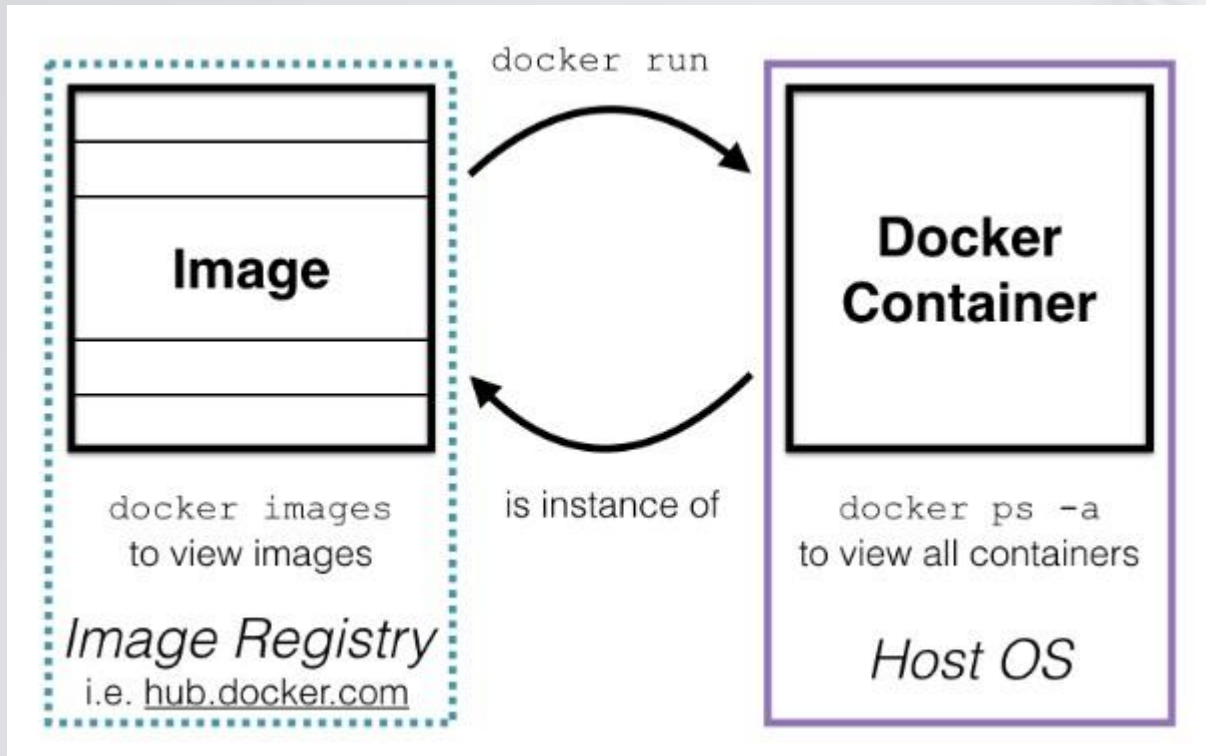 docker run
Image
docker images
to view images
Image Registry
i.e. hub.docker.com
is instance of
Docker
Container
docker ps -a
to view all containers
Host OS